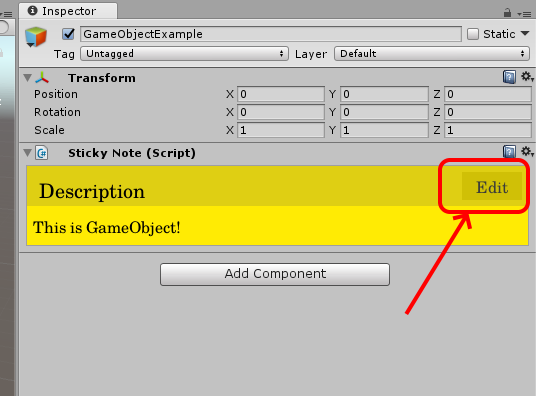 Inspector
GameObjectExample Static
Tag Untagged Layer Default
Transform
Position X 0 Y 0 Z 0
Rotation X 0 Y 0 Z 0
Scale X 1 Y 1 Z 1
Sticky Note (Script)
Description Edit
This is GameObject!
Add Component